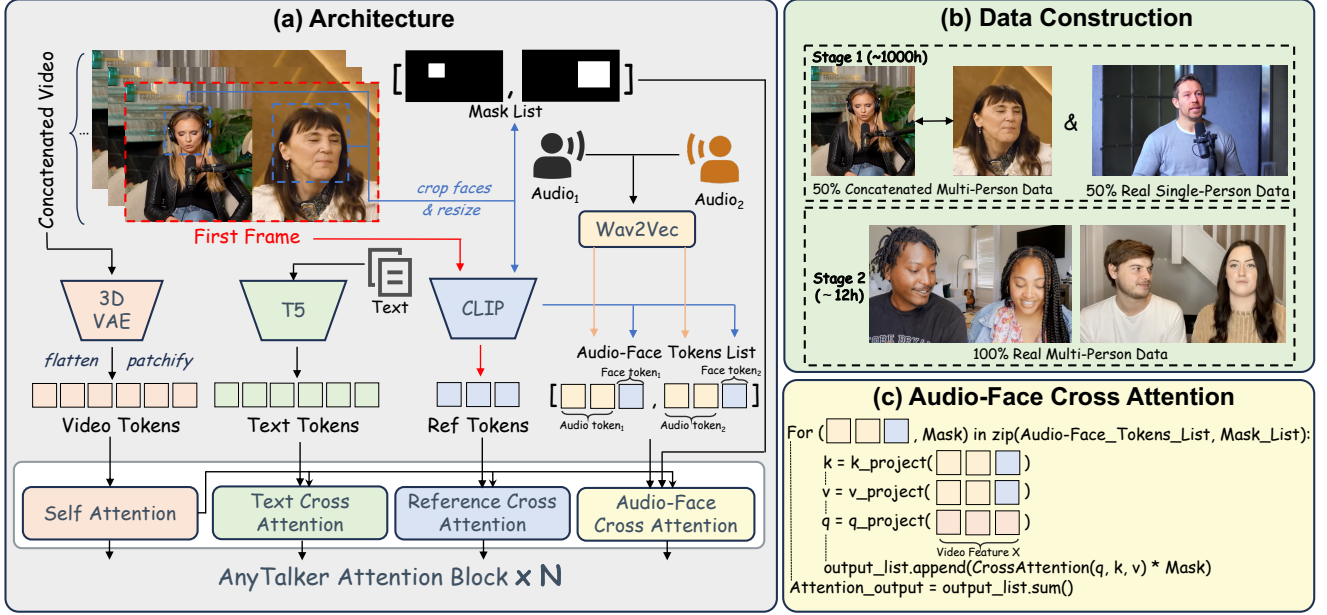 (a) Architecture
Concatenated Video
...
[ , ]
Mask List
Audio1
Audio2
crop faces
& resize
First Frame
Wav2Vec
3D
VAE
T5
Text
CLIP
flatten
patchify
Audio-Face Tokens List
Face token1
Face token2
[ , ]
Audio token1
Audio token2
Video Tokens
Text Tokens
Ref Tokens
Self Attention
Text Cross
Attention
Reference Cross
Attention
Audio-Face
Cross Attention
AnyTalker Attention Block x N
(b) Data Construction
Stage 1 (~1000h)
&
50% Concatenated Multi-Person Data
50% Real Single-Person Data
Stage 2
(~ 12h)
100% Real Multi-Person Data
(c) Audio-Face Cross Attention
For ( , Mask) in zip(Audio-Face_Tokens_List, Mask_List):
k = k_project( )
v = v_project( )
q = q_project( )
Video Feature X
output_list.append(CrossAttention(q, k, v) * Mask)
Attention_output = output_list.sum()